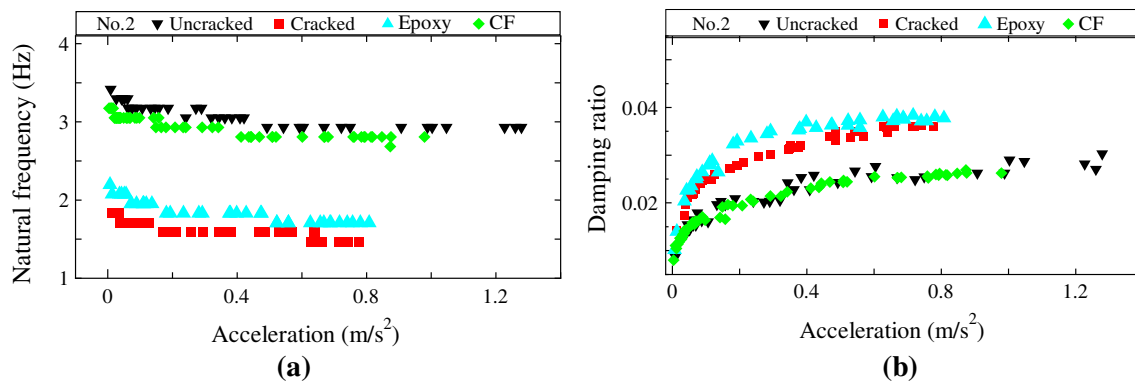 No.2 Uncracked Cracked Epoxy CF
4
3
2
1
Natural frequency (Hz)
0 0.4 0.8 1.2
Acceleration (m/s²)
(a)
No.2 Uncracked Cracked Epoxy CF
0.04
0.02
Damping ratio
0 0.4 0.8 1.2
Acceleration (m/s²)
(b)